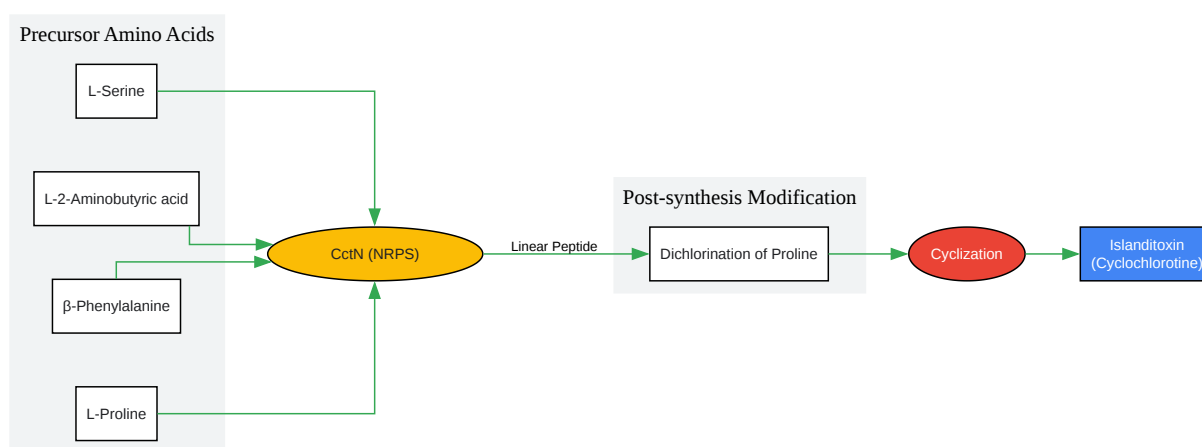 Precursor Amino Acids
L-Serine
L-2-Aminobutyric acid
β-Phenylalanine
L-Proline
CctN (NRPS)
Linear Peptide
Post-synthesis Modification
Dichlorination of Proline
Cyclization
Islanditoxin
(Cyclochlorotine)